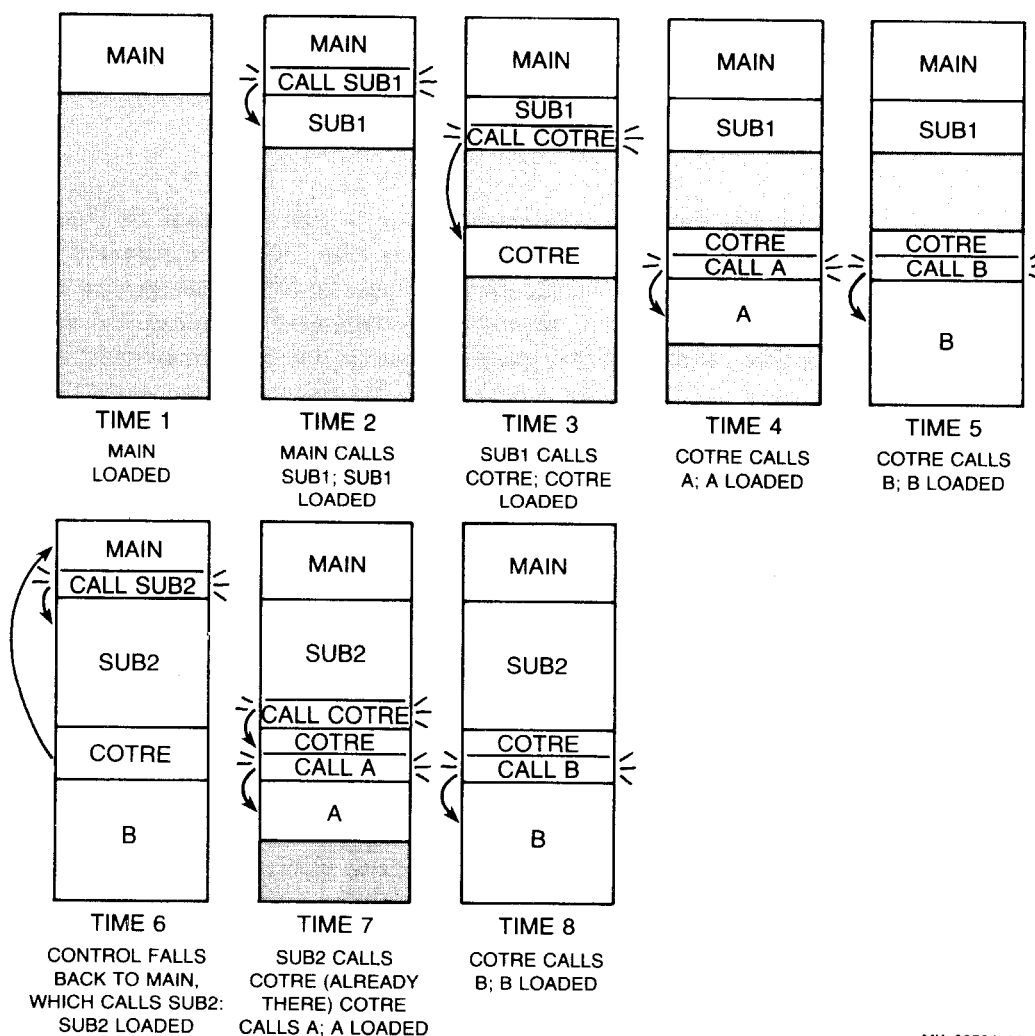 MAIN
TIME 1
MAIN
LOADED
MAIN
CALL SUB1
SUB1
TIME 2
MAIN CALLS
SUB1; SUB1
LOADED
MAIN
SUB1
CALL COTRE
COTRE
TIME 3
SUB1 CALLS
COTRE; COTRE
LOADED
MAIN
SUB1
COTRE
CALL A
A
TIME 4
COTRE CALLS
A; A LOADED
MAIN
SUB1
COTRE
CALL B
B
TIME 5
COTRE CALLS
B; B LOADED
MAIN
CALL SUB2
SUB2
COTRE
B
TIME 6
CONTROL FALLS
BACK TO MAIN,
WHICH CALLS SUB2:
SUB2 LOADED
MAIN
SUB2
CALL COTRE
COTRE
CALL A
A
TIME 7
SUB2 CALLS
COTRE (ALREADY
THERE) COTRE
CALLS A; A LOADED
MAIN
SUB2
COTRE
CALL B
B
TIME 8
COTRE CALLS
B; B LOADED